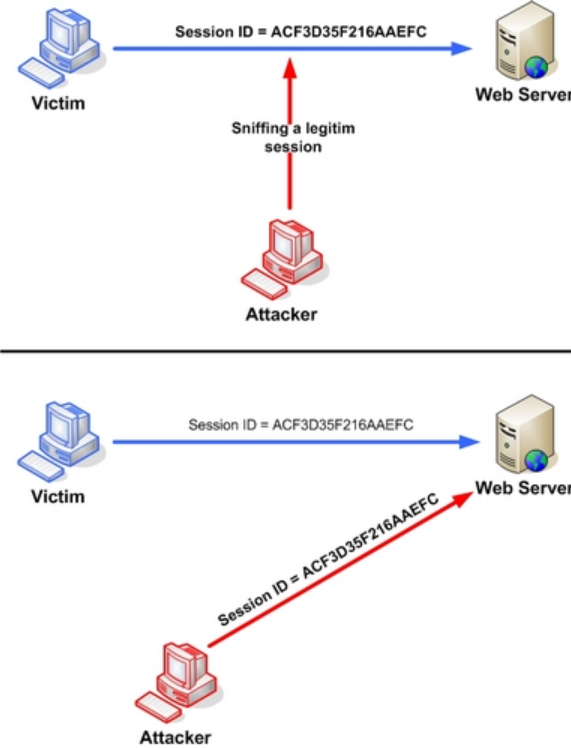 Session ID = ACF3D35F216AAEFC
Victim
Web Server
Sniffing a legitim
session
Attacker
Session ID = ACF3D35F216AAEFC
Victim
Web Server
Session ID = ACF3D35F216AAEFC
Attacker